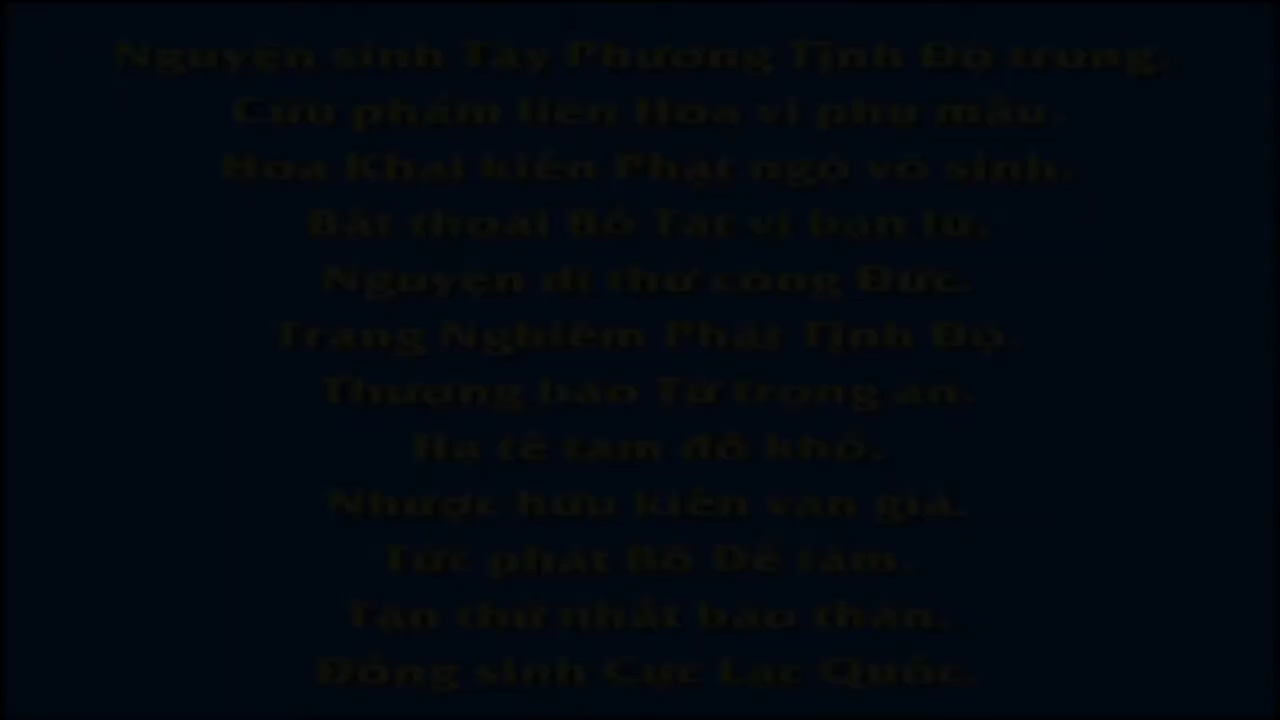 Nguyện sinh Tây Phương Tịnh Độ trung,
Cửu phẩm liên Hoa vi phụ mẫu.
Hoa Khai kiến Phật ngộ vô sinh.
Bất thoái Bồ Tát vi bạn lữ.
Nguyện dĩ thử công Đức.
Trang Nghiêm Phật Tịnh Độ.
Thượng báo Tứ trọng ân.
Hạ tế tam đồ khổ.
Nhược hữu kiến văn giả.
Tức phát Bồ Đề tâm.
Tận thử nhất báo thân.
Đồng sinh Cực Lạc Quốc.